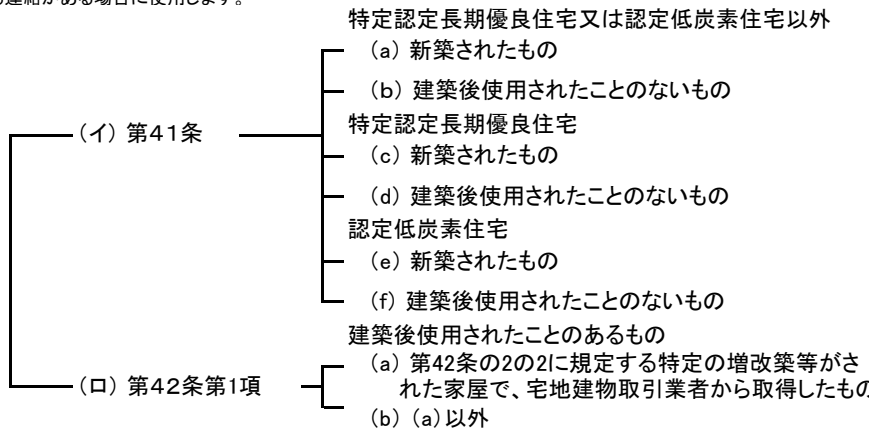 の連絡がある場合に使用します。
特定認定長期優良住宅又は認定低炭素住宅以外
(a) 新築されたもの
(b) 建築後使用されたことのないもの
(イ) 第41条
特定認定長期優良住宅
(c) 新築されたもの
(d) 建築後使用されたことのないもの
認定低炭素住宅
(e) 新築されたもの
(f) 建築後使用されたことのないもの
建築後使用されたことのあるもの
(ロ) 第42条第1項
(a) 第42条の2の2に規定する特定の増改築等がさ
れた家屋で、宅地建物取引業者から取得したもの
(b) (a)以外